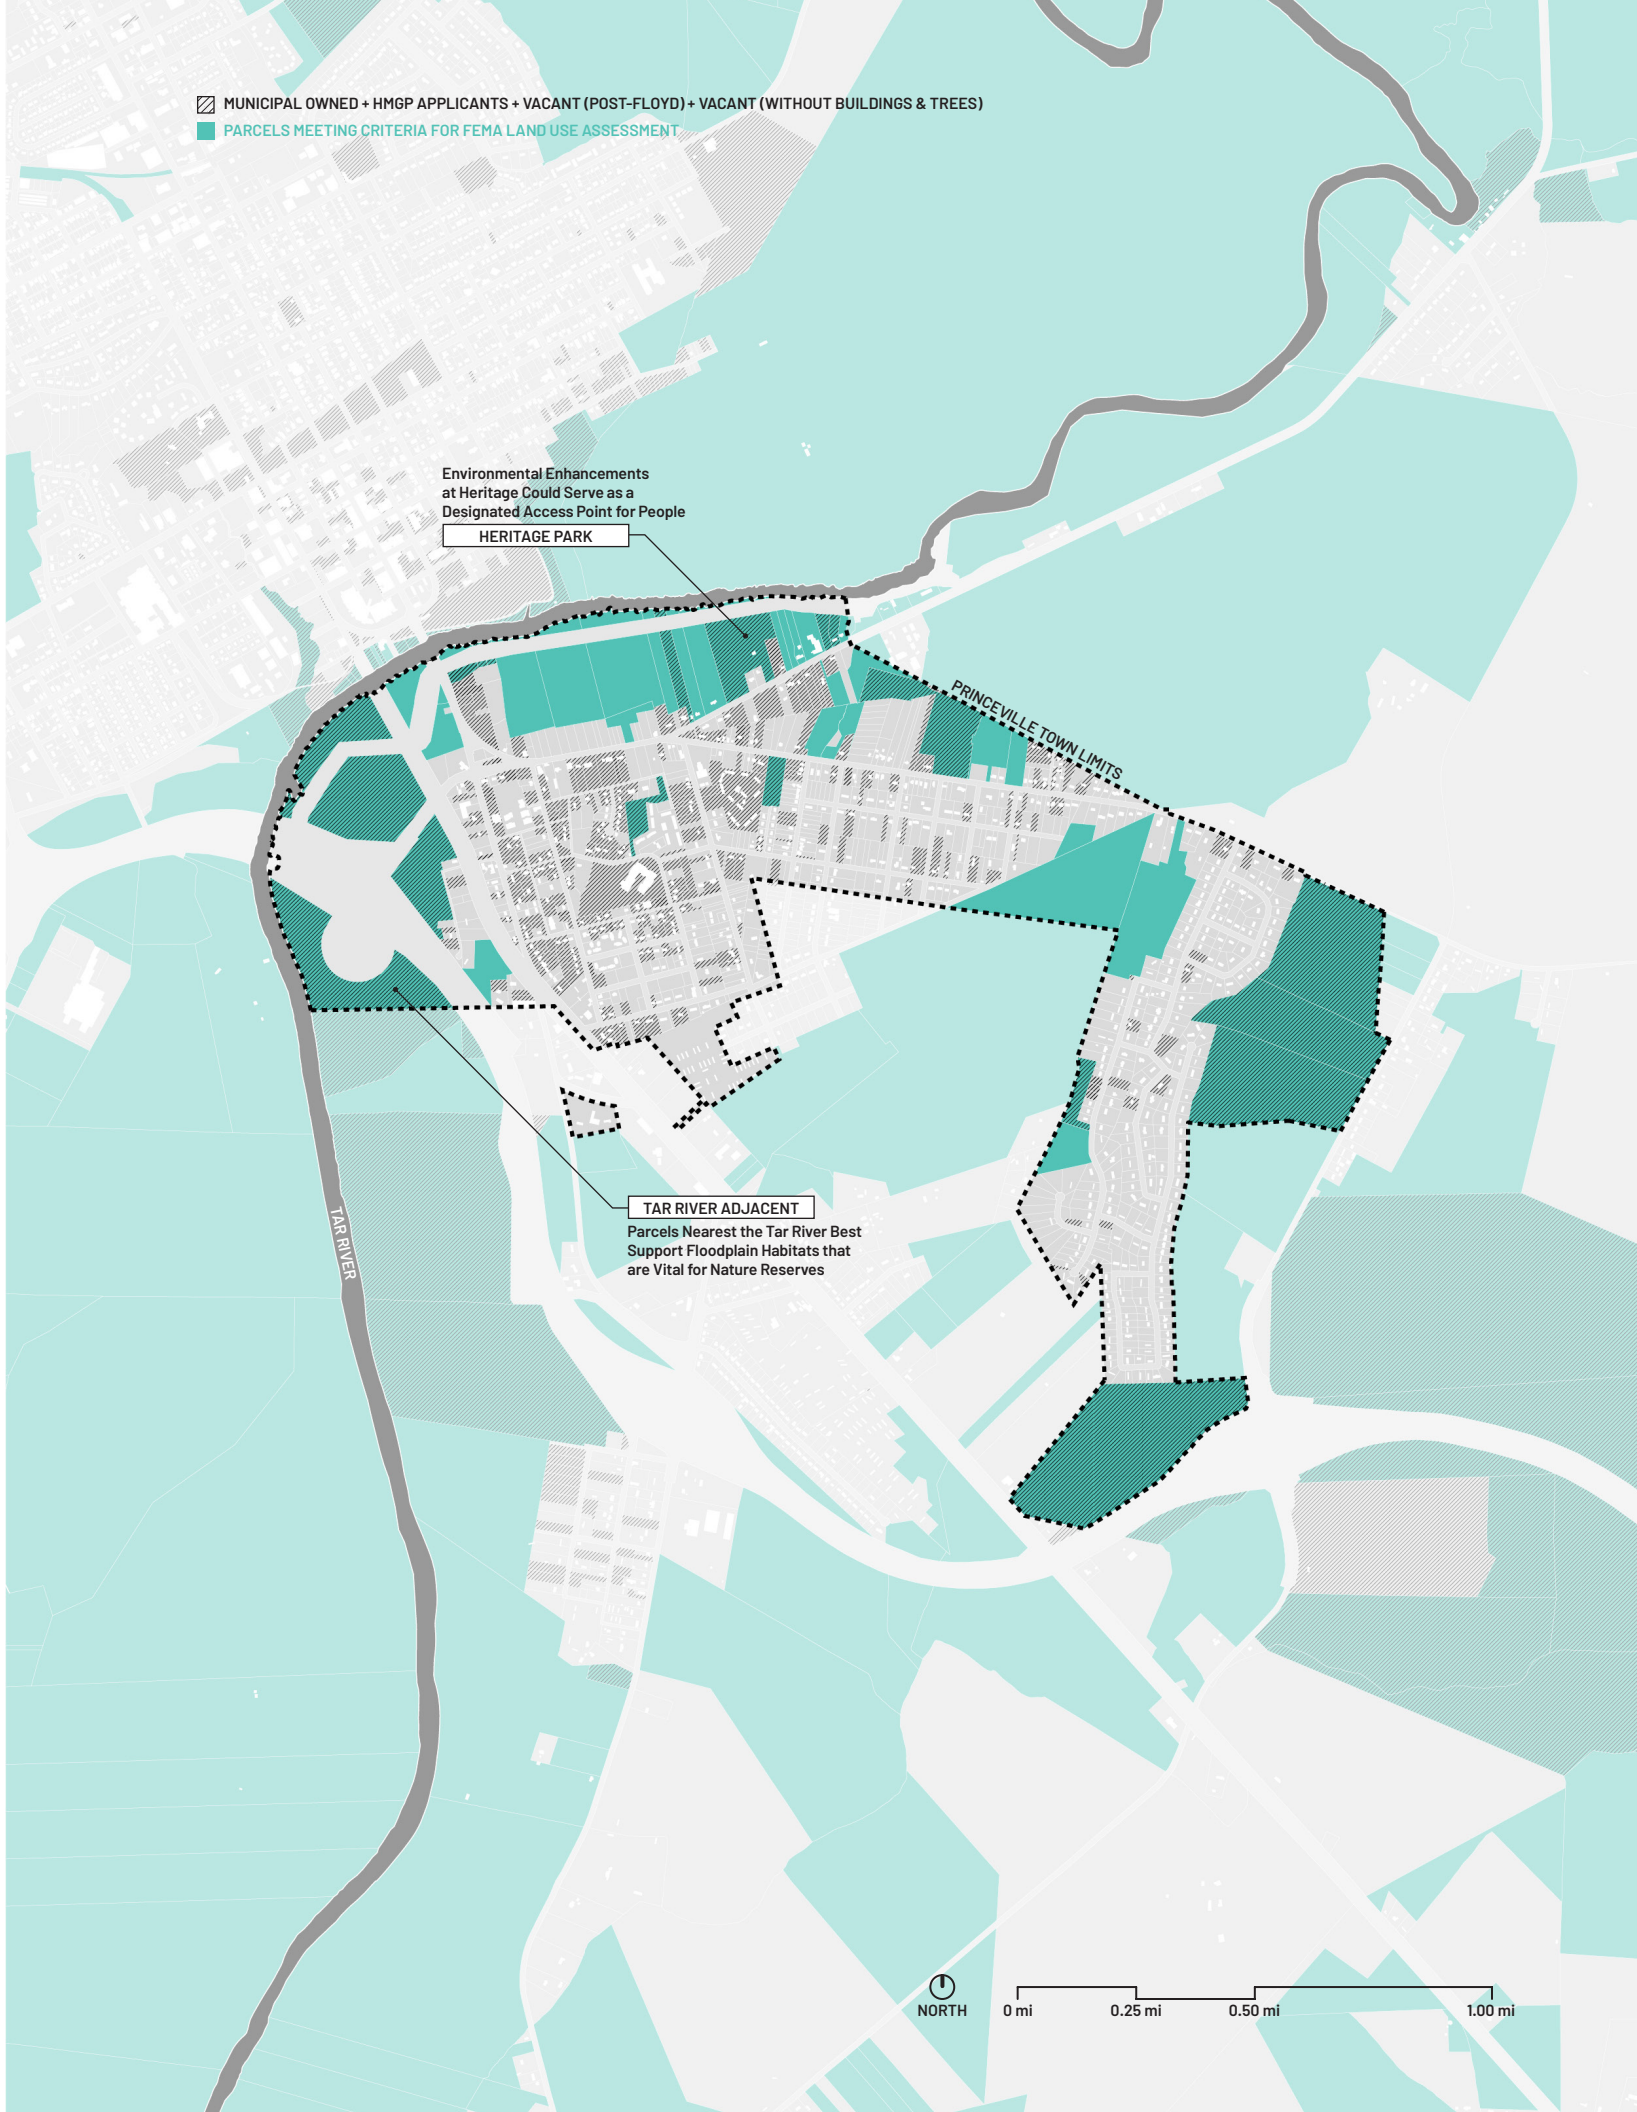 MUNICIPAL OWNED + HMGP APPLICANTS + VACANT (POST-FLOYD) + VACANT (WITHOUT BUILDINGS & TREES)
PARCELS MEETING CRITERIA FOR FEMA LAND USE ASSESSMENT
Environmental Enhancements
at Heritage Could Serve as a
Designated Access Point for People
HERITAGE PARK
PRINCEVILLE TOWN LIMITS
TAR RIVER ADJACENT
Parcels Nearest the Tar River Best
Support Floodplain Habitats that
are Vital for Nature Reserves
TAR RIVER
NORTH
0 mi
0.25 mi
0.50 mi
1.00 mi